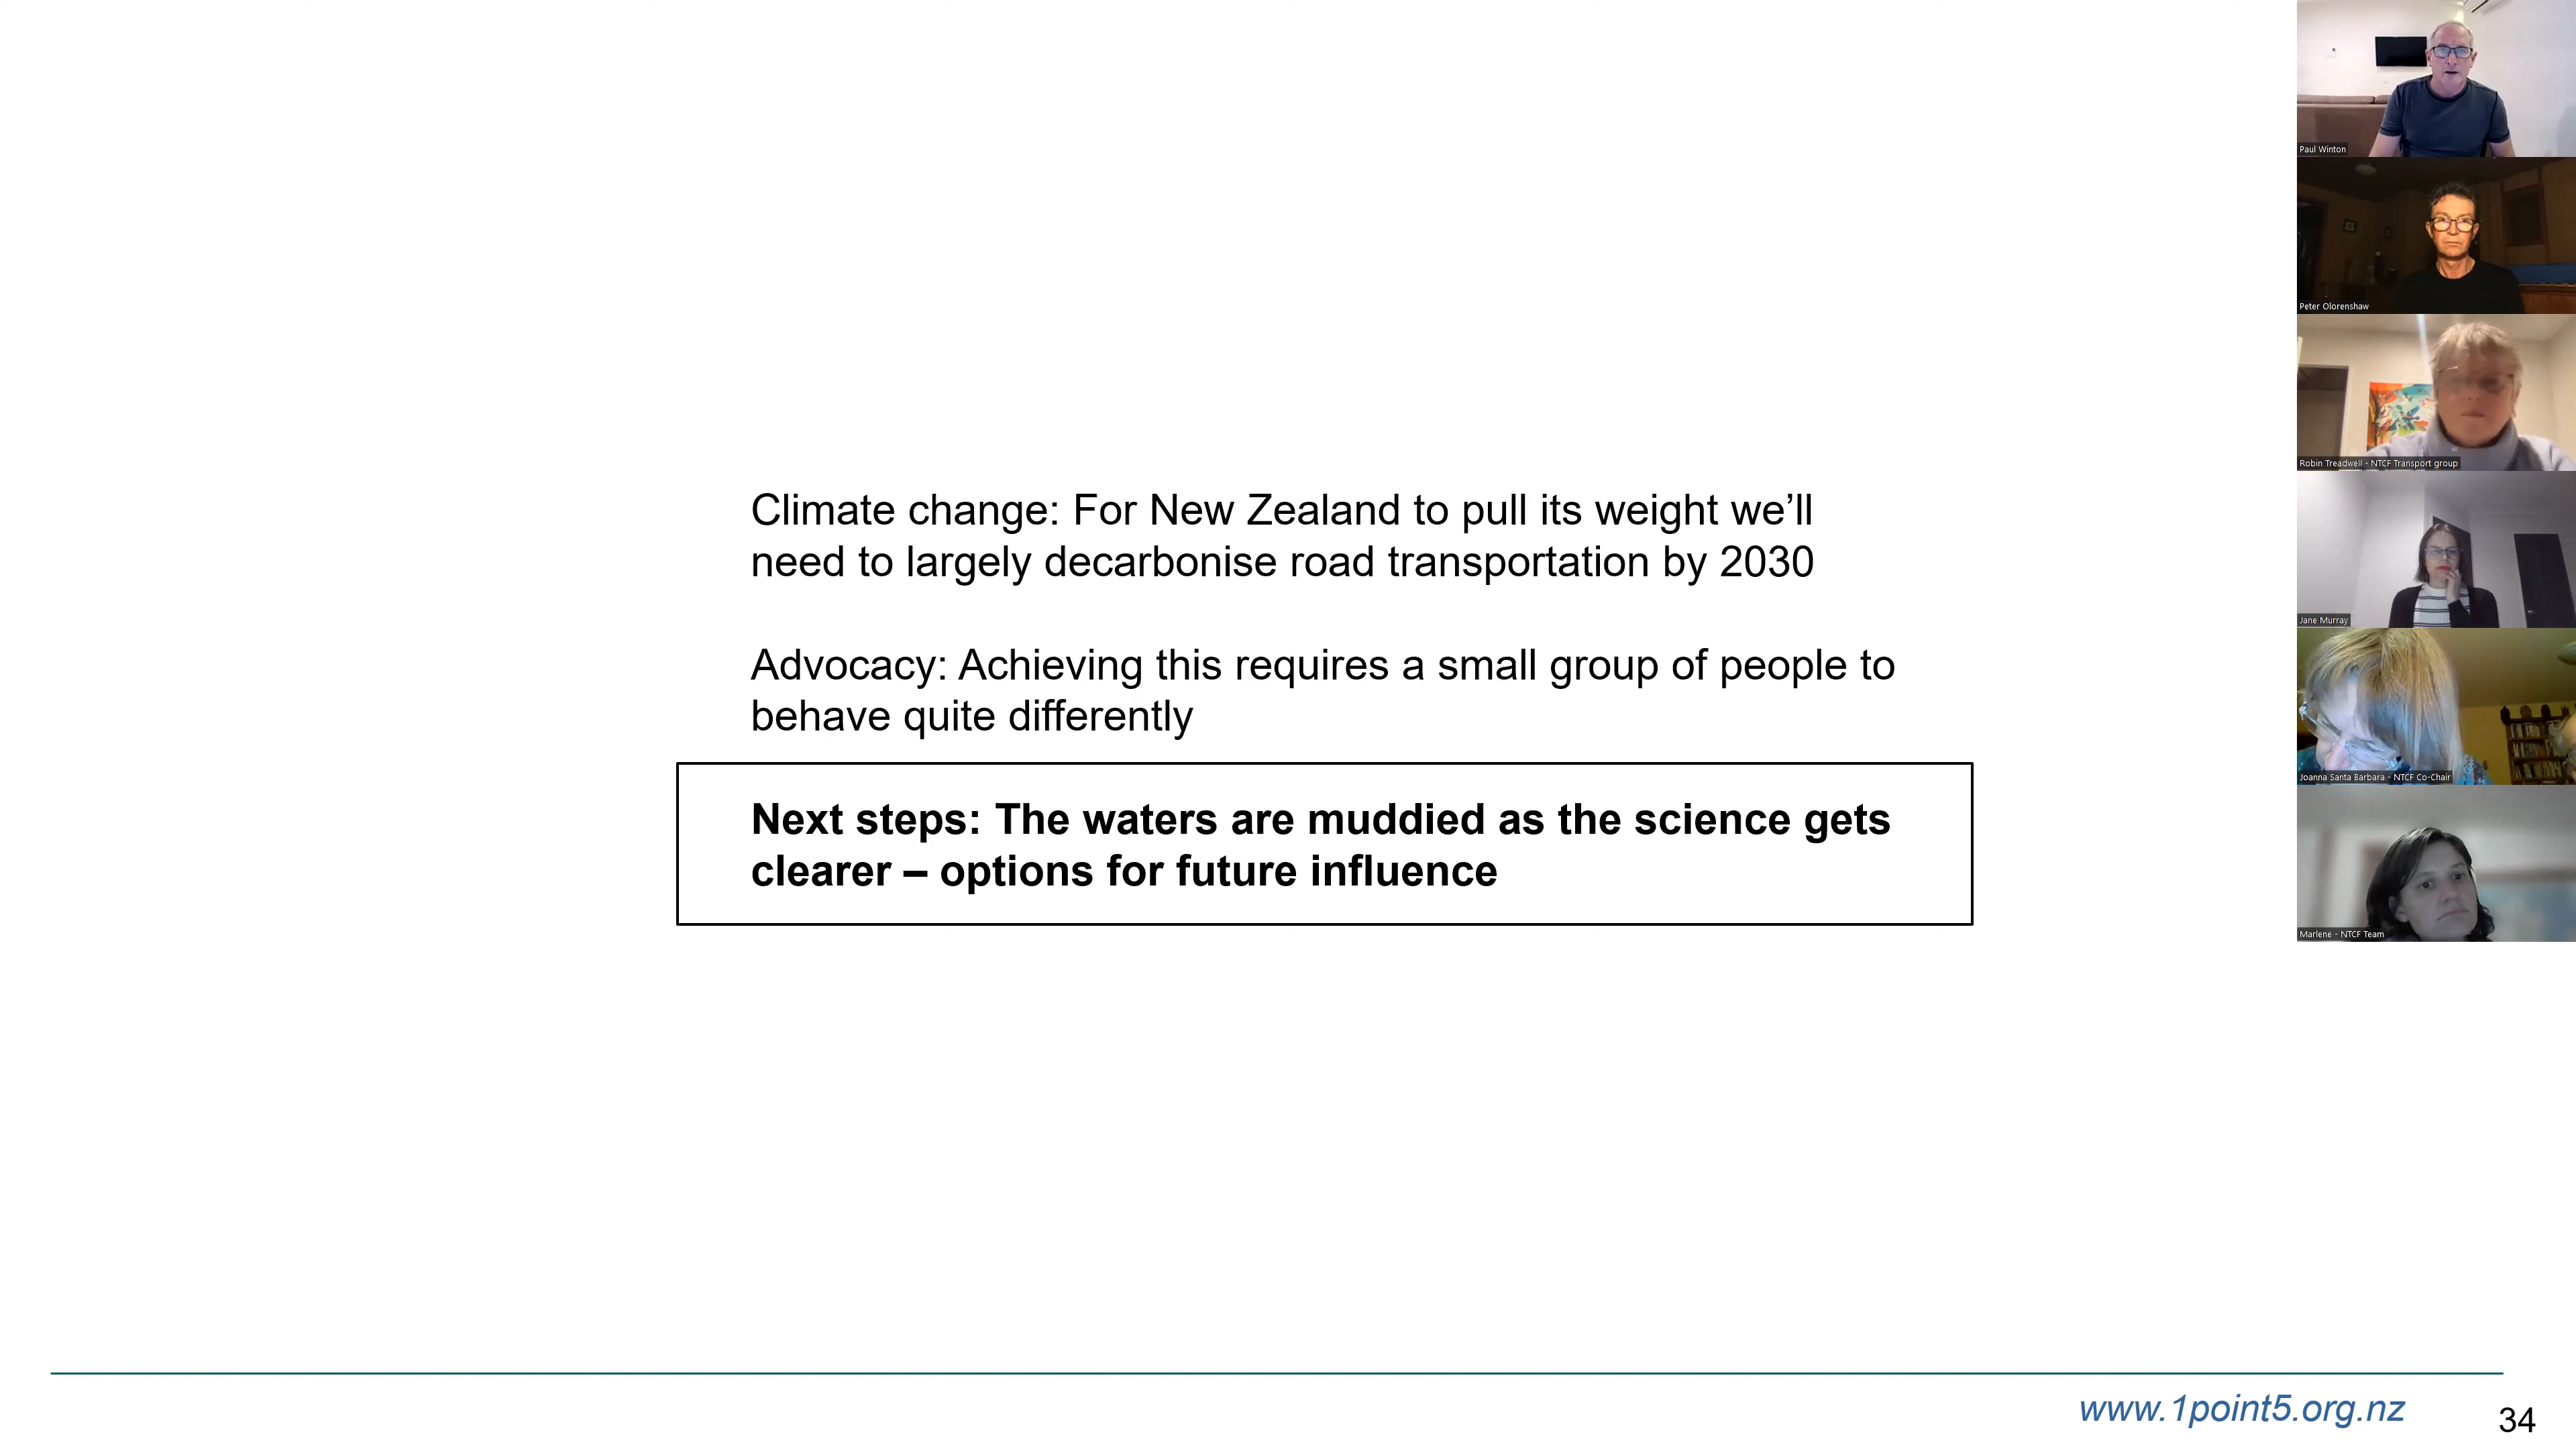 Climate change: For New Zealand to pull its weight we’ll
need to largely decarbonise road transportation by 2030
Advocacy: Achieving this requires a small group of people to
behave quite differently
Next steps: The waters are muddied as the science gets
clearer – options for future influence
www.1point5.org.nz
34
Paul Winton
Peter Olorenshaw
Robin Treadwell - NTCF Transport group
Jane Murray
Joanna Santa Barbara - NTCF Co-Chair
Marlene - NTCF Team